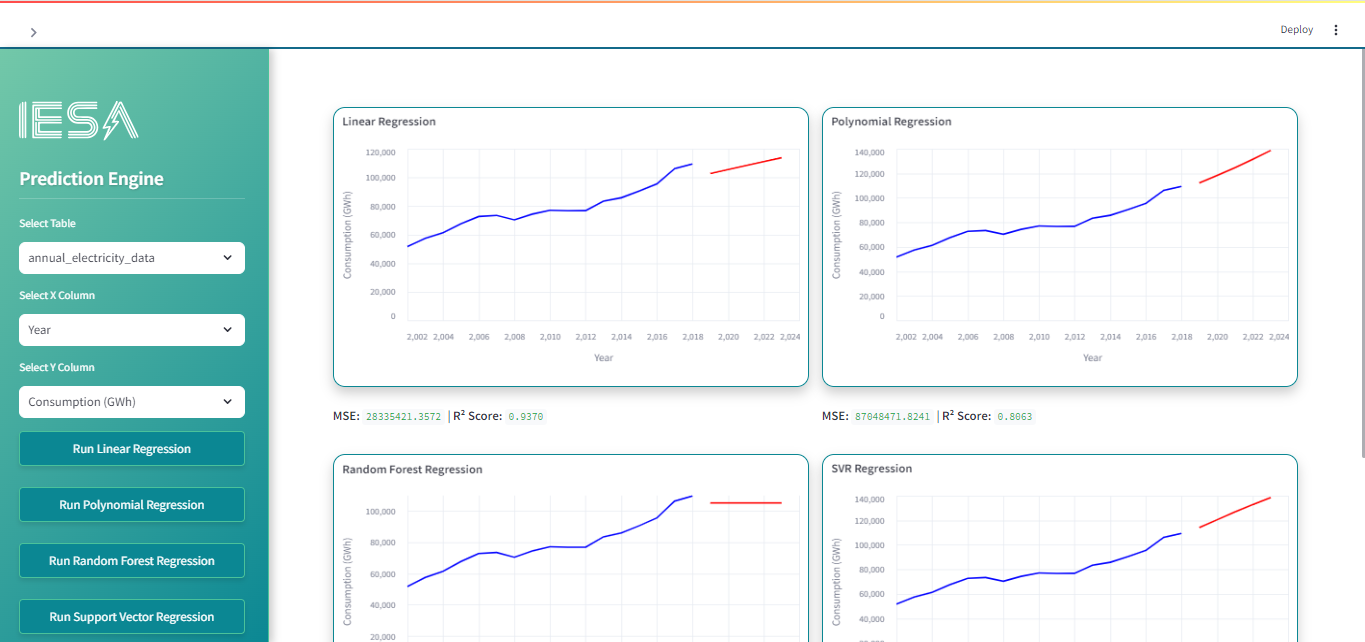 Deploy
IESA
Prediction Engine
Select Table
annual_electricity_data
Select X Column
Year
Select Y Column
Consumption (GWh)
Run Linear Regression
Run Polynomial Regression
Run Random Forest Regression
Run Support Vector Regression
Linear Regression
120,000
100,000
80,000
60,000
40,000
20,000
0
Consumption (GWh)
2,002 2,004 2,006 2,008 2,010 2,012 2,014 2,016 2,018 2,020 2,022 2,024
Year
MSE: 28335421.3572 | R² Score: 0.9370
Polynomial Regression
140,000
120,000
100,000
80,000
60,000
40,000
20,000
0
Consumption (GWh)
2,002 2,004 2,006 2,008 2,010 2,012 2,014 2,016 2,018 2,020 2,022 2,024
Year
MSE: 87048471.8241 | R² Score: 0.8063
Random Forest Regression
100,000
80,000
60,000
40,000
20,000
Consumption (GWh)
SVR Regression
140,000
120,000
100,000
80,000
60,000
40,000
Consumption (GWh)